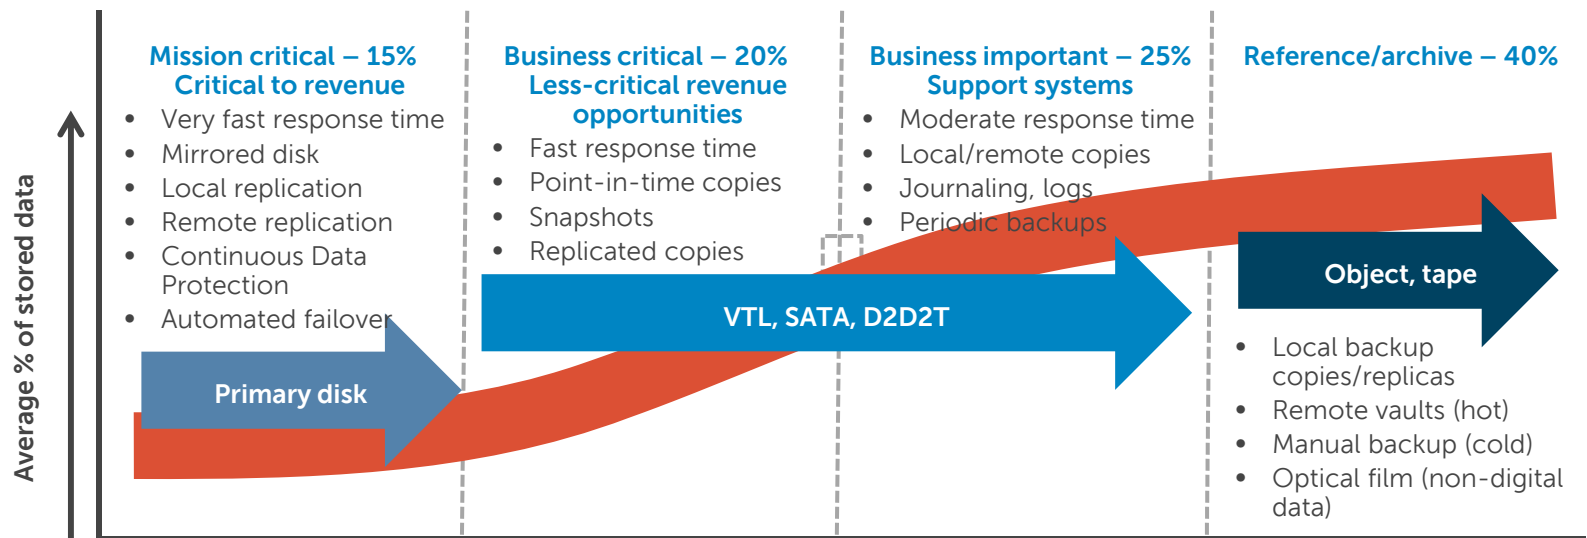 Average % of stored data
Mission critical – 15%
Critical to revenue
• Very fast response time
• Mirrored disk
• Local replication
• Remote replication
• Continuous Data
Protection
• Automated failover
Primary disk
Business critical – 20%
Less-critical revenue
opportunities
• Fast response time
• Point-in-time copies
• Snapshots
• Replicated copies
VTL, SATA, D2D2T
Business important – 25%
Support systems
• Moderate response time
• Local/remote copies
• Journaling, logs
• Periodic backups
Reference/archive – 40%
Object, tape
• Local backup
copies/replicas
• Remote vaults (hot)
• Manual backup (cold)
• Optical film (non-digital
data)